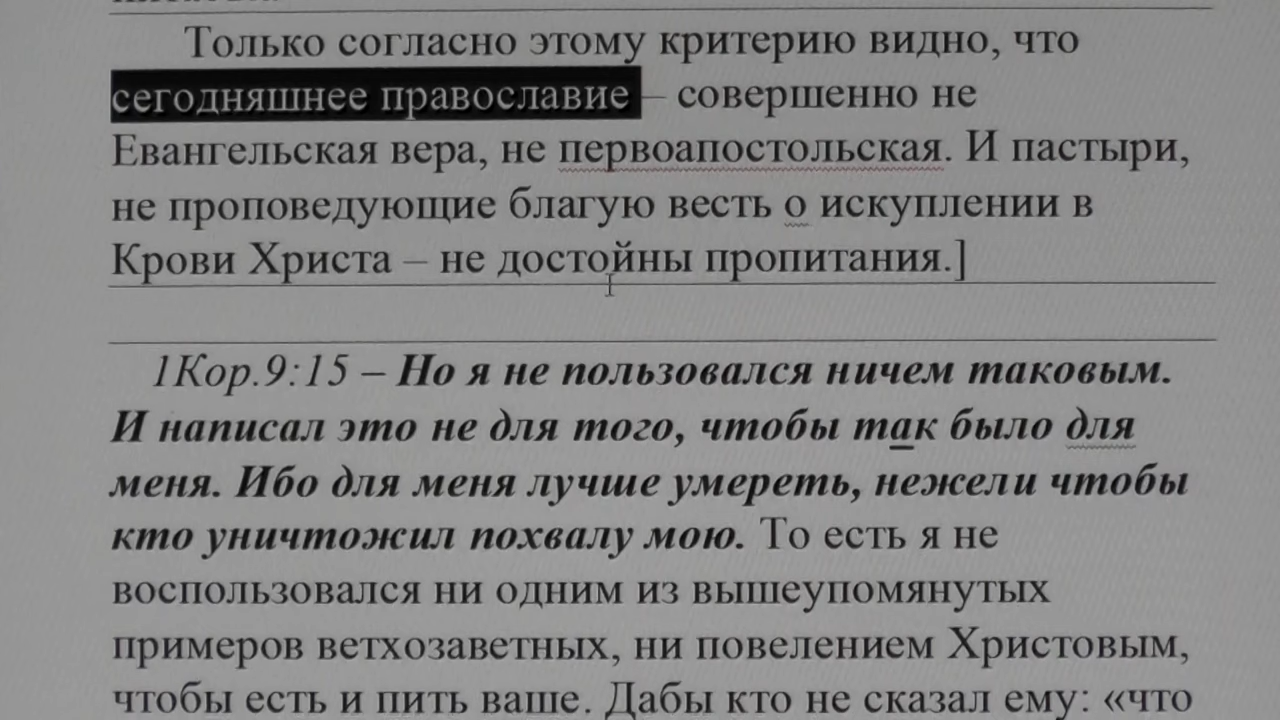 Только согласно этому критерию видно, что
сегодняшнее православие – совершенно не
Евангельская вера, не первоапостольская. И пастыри,
не проповедующие благую весть о искуплении в
Крови Христа – не достойны пропитания.]
1Кор.9:15 – Но я не пользовался ничем таковым.
И написал это не для того, чтобы так было для
меня. Ибо для меня лучше умереть, нежели чтобы
кто уничтожил похвалу мою. То есть я не
воспользовался ни одним из вышеупомянутых
примеров ветхозаветных, ни повелением Христовым,
чтобы есть и пить ваше. Дабы кто не сказал ему: «что